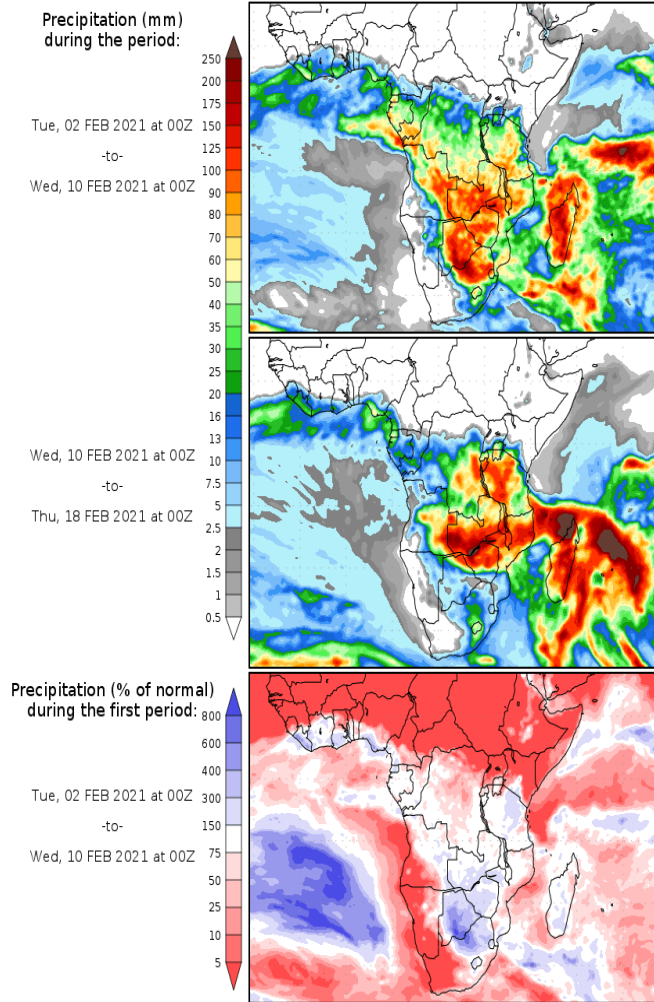 Precipitation (mm)
during the period:
250
200
175
150
125
100
90
80
70
60
50
40
35
30
25
20
16
13
10
7.5
5
2.5
2
1.5
1
0.5
Tue, 02 FEB 2021 at 00Z
-to-
Wed, 10 FEB 2021 at 00Z
Wed, 10 FEB 2021 at 00Z
-to-
Thu, 18 FEB 2021 at 00Z
Precipitation (% of normal)
during the first period:
800
600
400
300
150
75
50
25
10
5
Tue, 02 FEB 2021 at 00Z
-to-
Wed, 10 FEB 2021 at 00Z